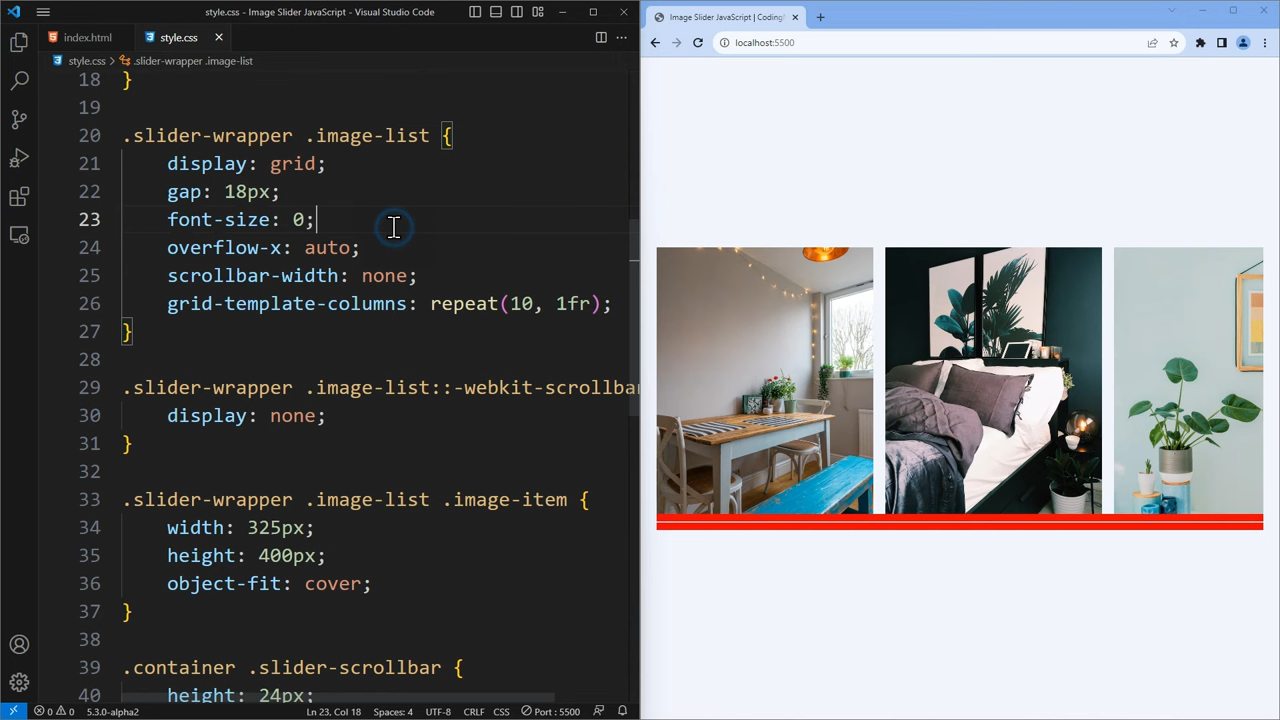 style.css - Image Slider JavaScript - Visual Studio Code
index.html
style.css
style.css > .slider-wrapper .image-list
18 }
19
20 .slider-wrapper .image-list {
21 display: grid;
22 gap: 18px;
23 font-size: 0;
24 overflow-x: auto;
25 scrollbar-width: none;
26 grid-template-columns: repeat(10, 1fr);
27 }
28
29 .slider-wrapper .image-list::-webkit-scrollbar
30 display: none;
31 }
32
33 .slider-wrapper .image-list .image-item {
34 width: 325px;
35 height: 400px;
36 object-fit: cover;
37 }
38
39 .container .slider-scrollbar {
40 height: 24px;
0 0 5.3.0-alpha2 Ln 23, Col 18 Spaces: 4 UTF-8 CRLF CSS Port : 5500
Image Slider JavaScript | Coding
localhost:5500